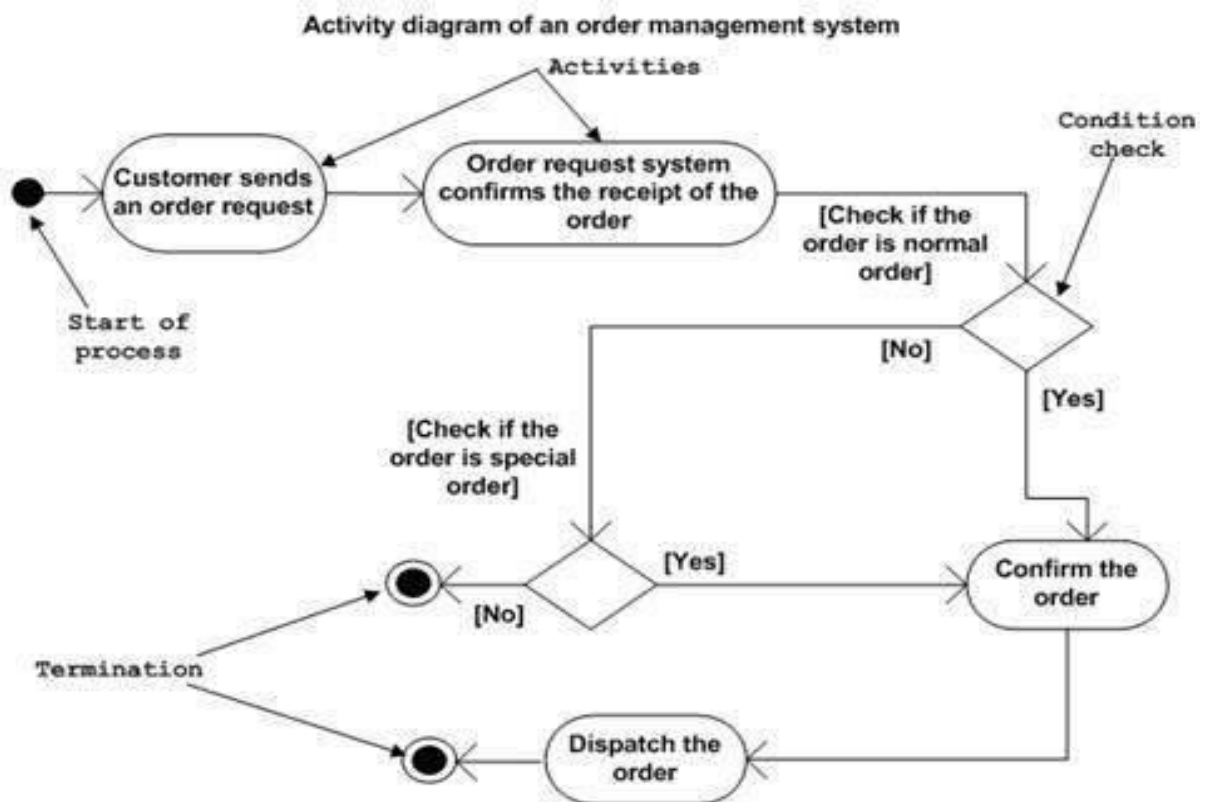 Activity diagram of an order management system
Activities
Condition
check
Customer sends
an order request
Order request system
confirms the receipt of the
order
[Check if the
order is normal
order]
Start of
process
[No]
[Yes]
[Check if the
order is special
order]
[Yes]
[No]
Confirm the
order
Termination
Dispatch the
order